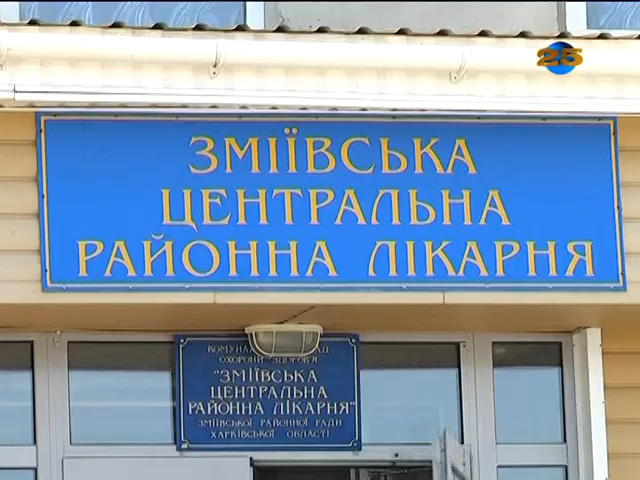 25
ЗМІЇВСЬКА
ЦЕНТРАЛЬНА
РАЙОННА ЛІКАРНЯ
ОХОРОНИ ЗДОРОВ'Я
"ЗМІЇВСЬКА
ЦЕНТРАЛЬНА
РАЙОННА ЛІКАРНЯ"
ЗМІЇВСЬКОЇ РАЙОННОЇ РАДИ
ХАРКІВСЬКОЇ ОБЛАСТІ